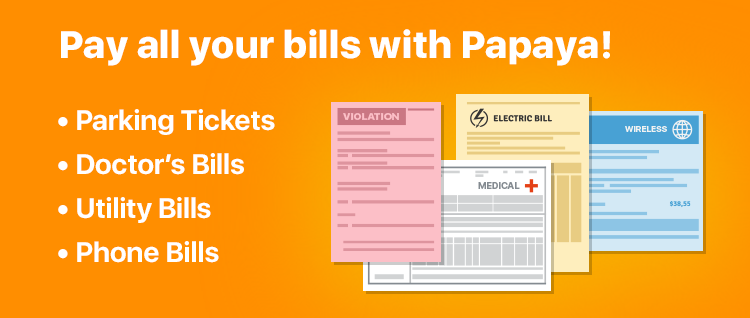 Pay all your bills with Papaya!
• Parking Tickets
• Doctor’s Bills
• Utility Bills
• Phone Bills
VIOLATION
ELECTRIC BILL
WIRELESS
MEDICAL
$38,55